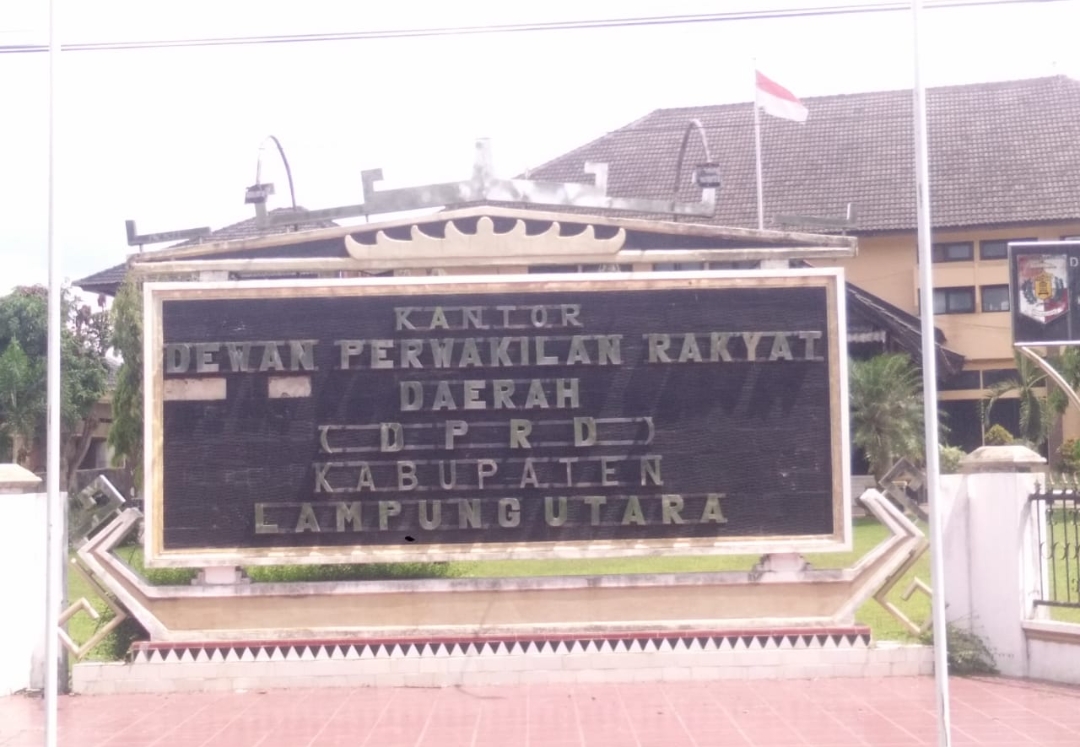 KANTOR
DEWAN PERWAKILAN RAKYAT
DAERAH
( D P R D )
KABUPATEN
LAMPUNG UTARA